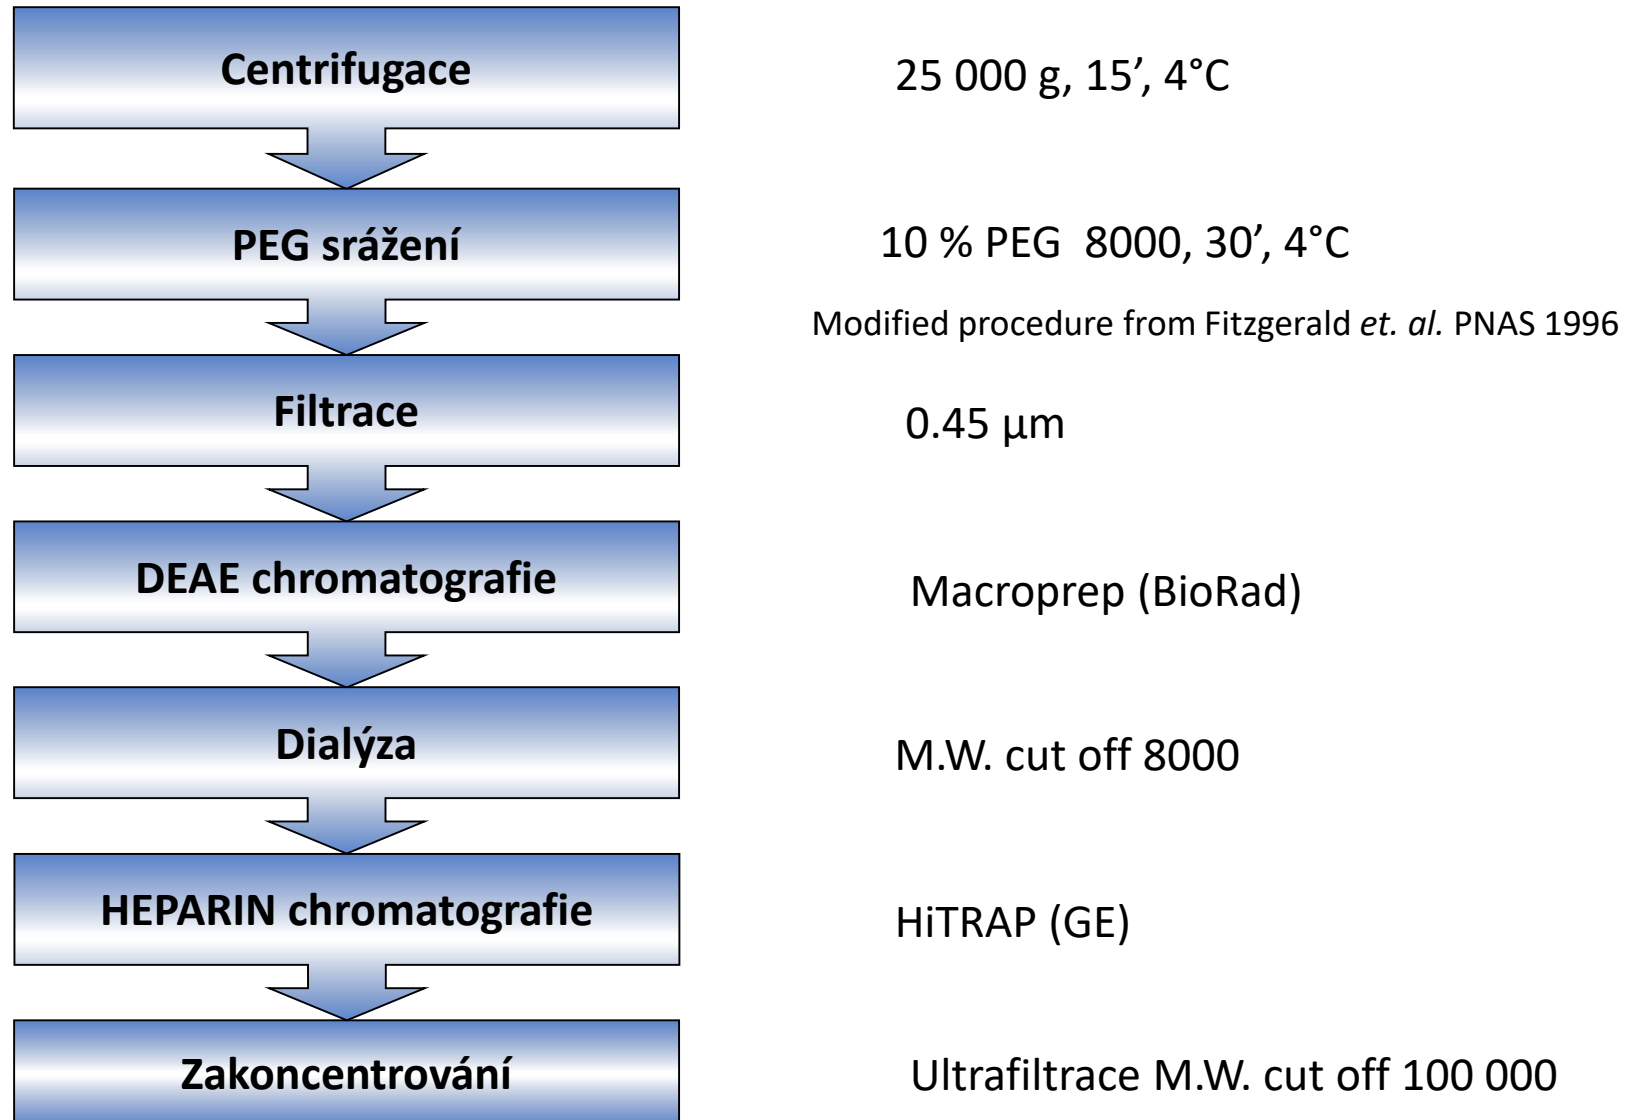 Centrifugace
25 000 g, 15’, 4°C
PEG srážení
10 % PEG 8000, 30’, 4°C
Modified procedure from Fitzgerald et. al. PNAS 1996
Filtrace
0.45 µm
DEAE chromatografie
Macroprep (BioRad)
Dialýza
M.W. cut off 8000
HEPARIN chromatografie
HiTRAP (GE)
Zakoncentrování
Ultrafiltrace M.W. cut off 100 000